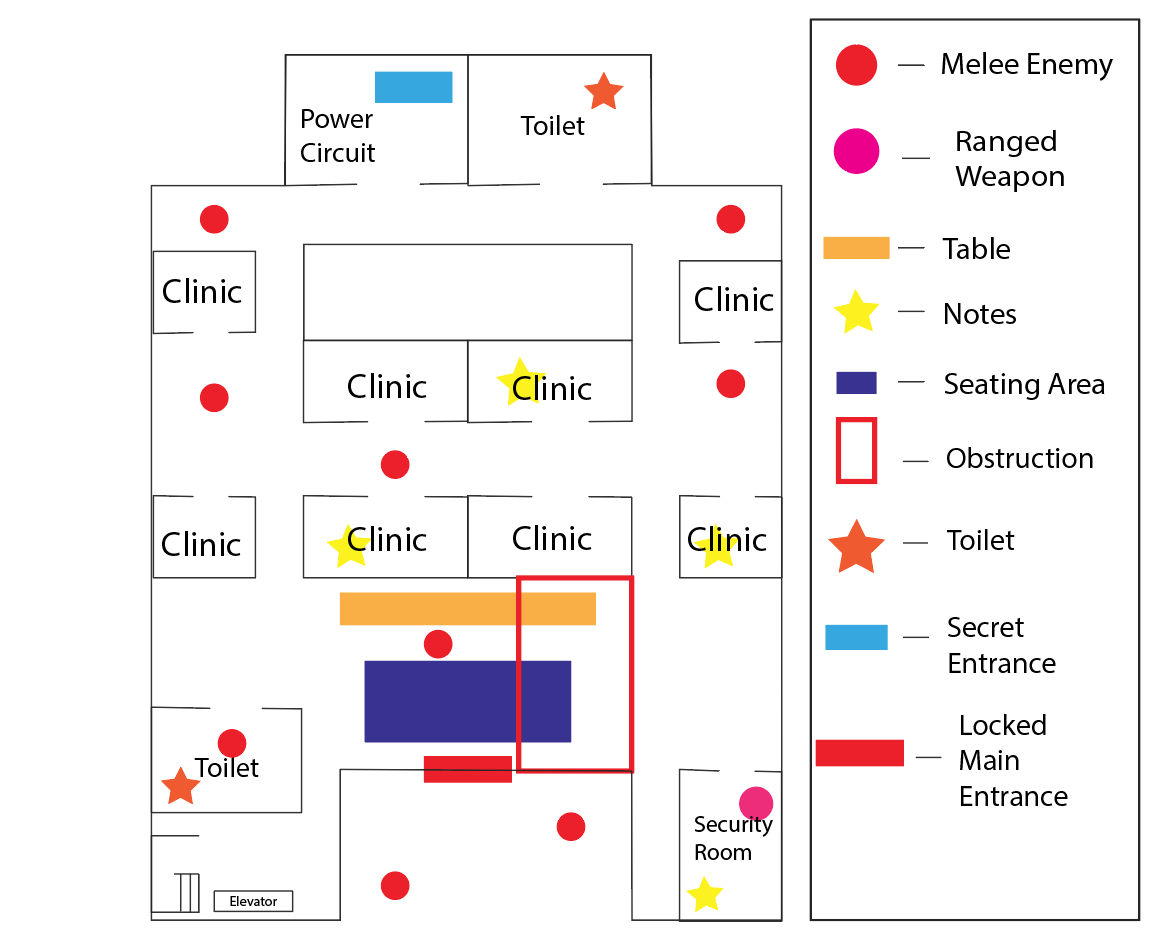 Power
Circuit
Toilet
Clinic
Clinic
Clinic
Clinic
Clinic
Clinic
Clinic
Clinic
Toilet
Security
Room
Elevator
Melee Enemy
Ranged
Weapon
Table
Notes
Seating Area
Obstruction
Toilet
Secret
Entrance
Locked
Main
Entrance